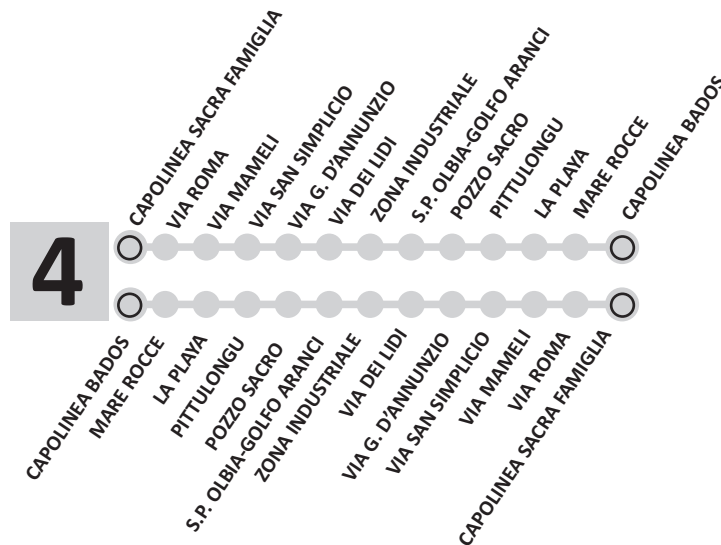 CAPOLINEA SACRA FAMIGLIA
VIA ROMA
VIA MAMELI
VIA SAN SIMPLICIO
VIA G. D'ANNUNZIO
VIA DEI LIDI
ZONA INDUSTRIALE
S.P. OLBIA-GOLFO ARANCI
POZZO SACRO
PITTULONGU
LA PLAYA
MARE ROCCE
CAPOLINEA BADOS
4
CAPOLINEA BADOS
MARE ROCCE
LA PLAYA
PITTULONGU
POZZO SACRO
S.P. OLBIA-GOLFO ARANCI
ZONA INDUSTRIALE
VIA DEI LIDI
VIA G. D'ANNUNZIO
VIA SAN SIMPLICIO
VIA MAMELI
VIA ROMA
CAPOLINEA SACRA FAMIGLIA